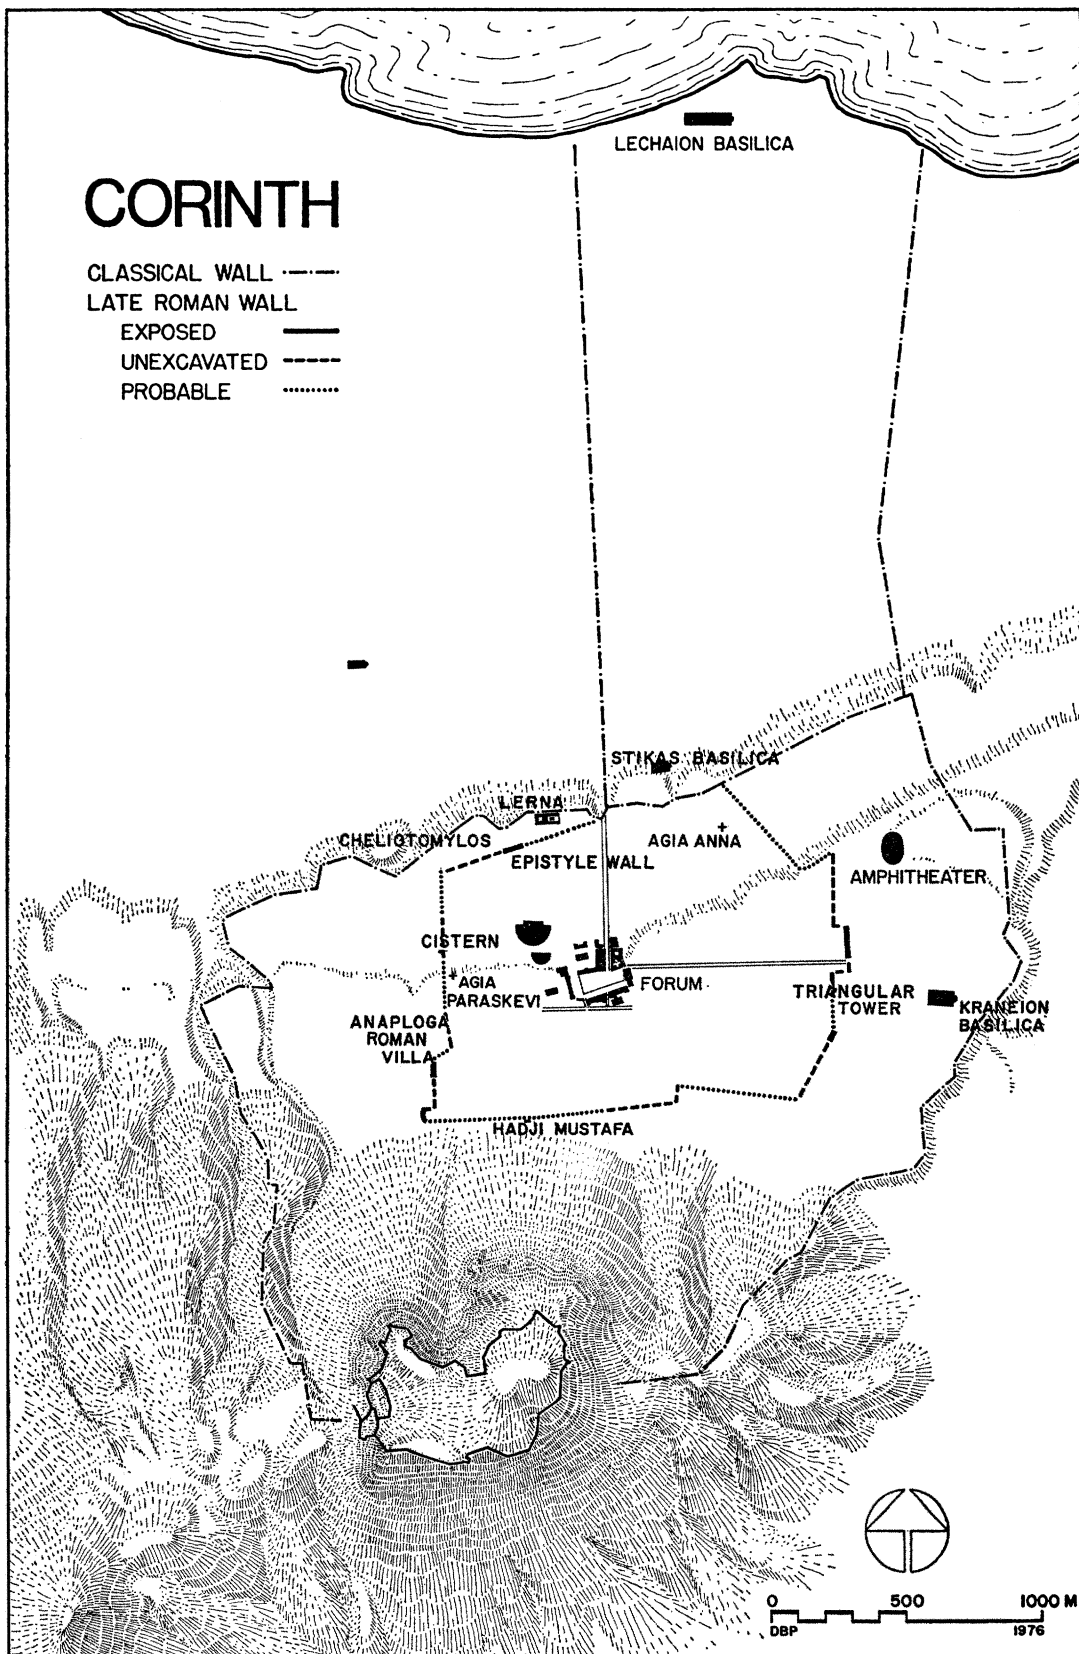 LECHAION BASILICA
CORINTH
CLASSICAL WALL
LATE ROMAN WALL
EXPOSED
UNEXCAVATED
PROBABLE
STIKAS BASILICA
LERNA
CHELIOTOMYLOS
AGIA ANNA
EPISTYLE WALL
AMPHITHEATER
CISTERN
AGIA
PARASKEVI
FORUM
TRIANGULAR
TOWER
KRANEION
BASILICA
ANAPLOGA
ROMAN
VILLA
HADJI MUSTAFA
0 500 1000 M
DBP 1976